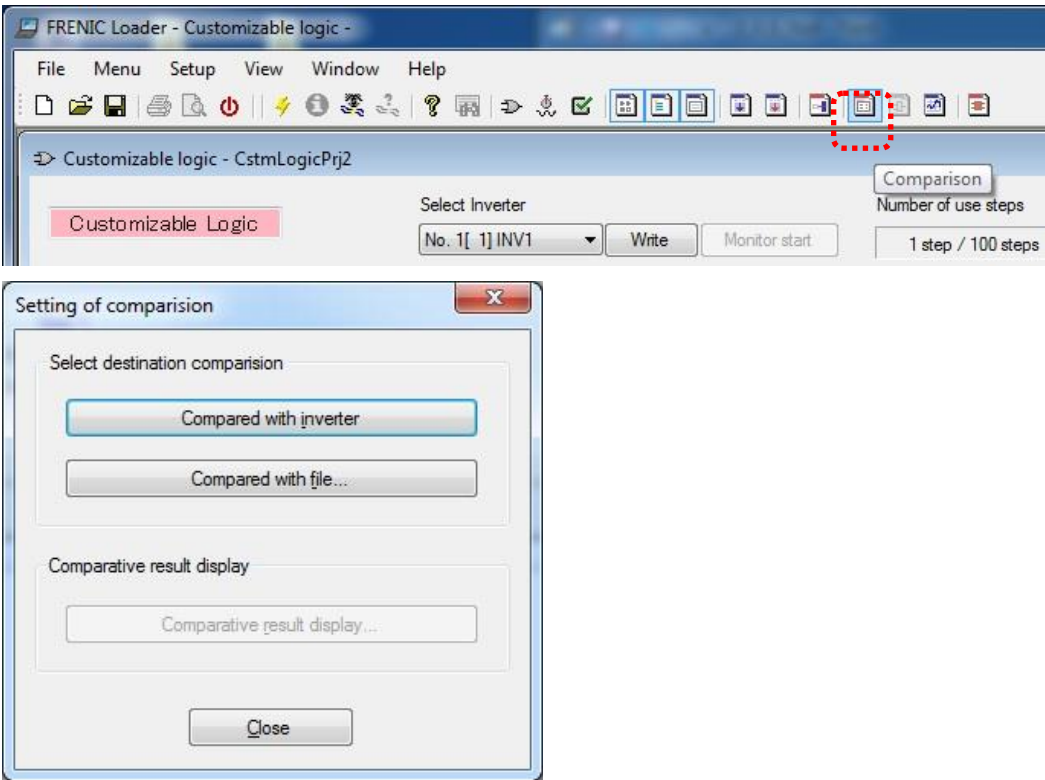 FRENIC Loader - Customizable logic -
File Menu Setup View Window Help
Customizable logic - CstmLogicPrj2
Comparison
Customizable Logic
Select Inverter
Number of use steps
No. 1[ 1] INV1
Write
Monitor start
1 step / 100 steps
Setting of comparision
Select destination comparision
Compared with inverter
Compared with file...
Comparative result display
Comparative result display...
Close